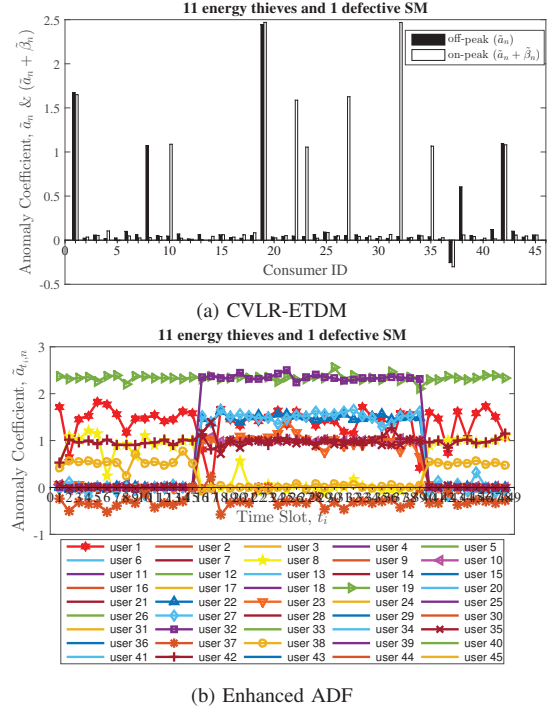 11 energy thieves and 1 defective SM
Anomaly Coefficient, ã_n & (ã_n + β̃_n)
2.5
2
1.5
1
0.5
0
-0.5
off-peak (ã_n)
on-peak (ã_n + β̃_n)
0 5 10 15 20 25 30 35 40 45
Consumer ID
(a) CVLR-ETDM
11 energy thieves and 1 defective SM
Anomaly Coefficient, ã_{t_i,n}
3
2
1
0
-1
Time Slot, t_i
user 1 user 2 user 3 user 4 user 5
user 6 user 7 user 8 user 9 user 10
user 11 user 12 user 13 user 14 user 15
user 16 user 17 user 18 user 19 user 20
user 21 user 22 user 23 user 24 user 25
user 26 user 27 user 28 user 29 user 30
user 31 user 32 user 33 user 34 user 35
user 36 user 37 user 38 user 39 user 40
user 41 user 42 user 43 user 44 user 45
(b) Enhanced ADF